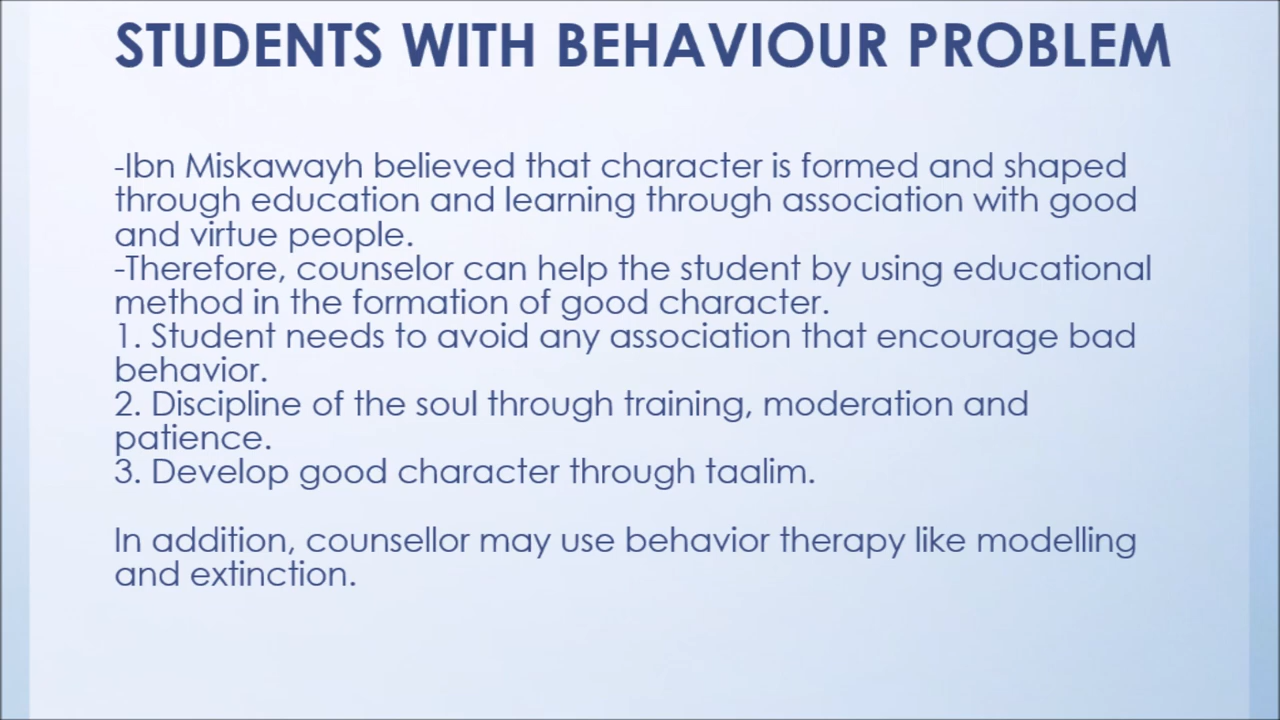 STUDENTS WITH BEHAVIOUR PROBLEM
-Ibn Miskawayh believed that character is formed and shaped
through education and learning through association with good
and virtue people.
-Therefore, counselor can help the student by using educational
method in the formation of good character.
1. Student needs to avoid any association that encourage bad
behavior.
2. Discipline of the soul through training, moderation and
patience.
3. Develop good character through taalim.
In addition, counsellor may use behavior therapy like modelling
and extinction.